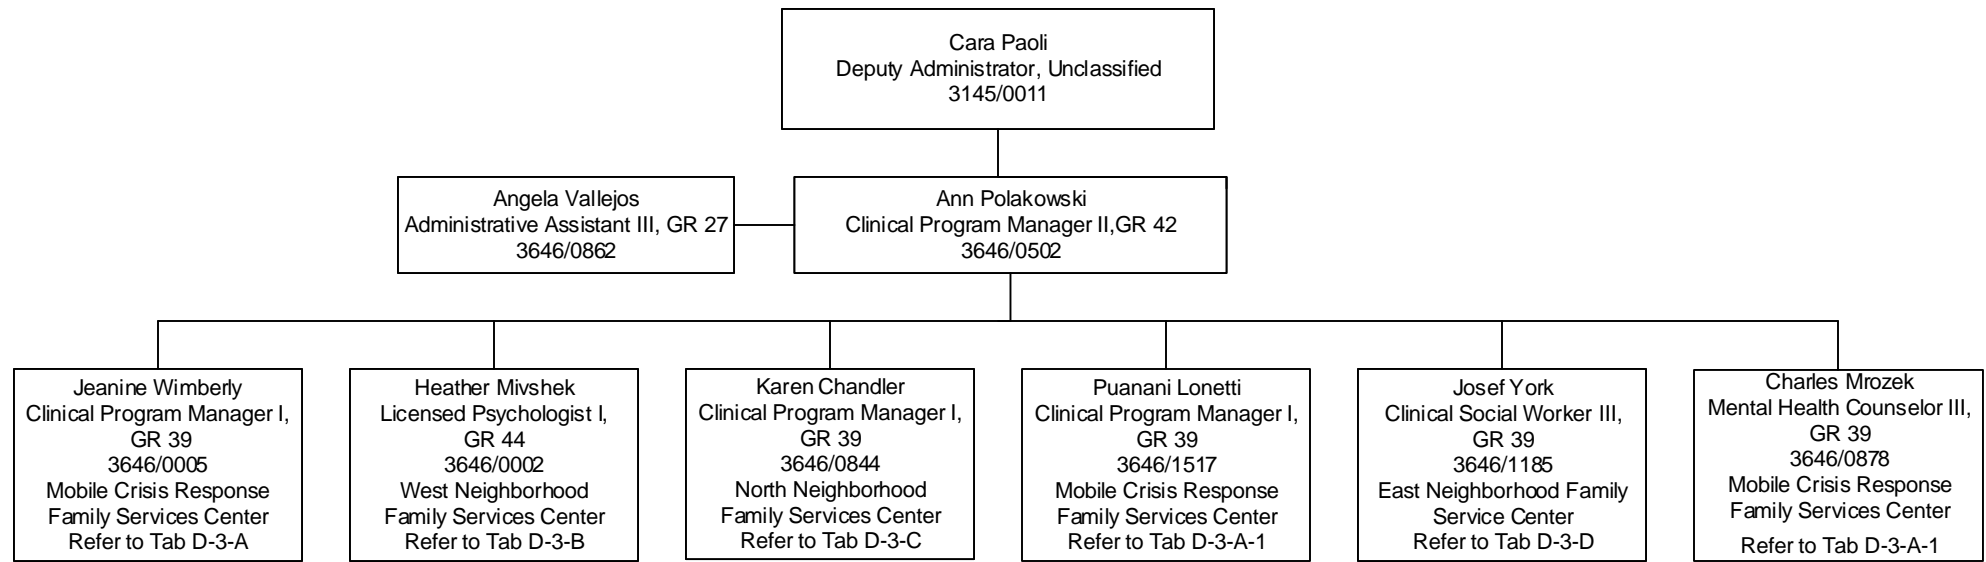 Cara Paoli
Deputy Administrator, Unclassified
3145/0011
Angela Vallejos
Administrative Assistant III, GR 27
3646/0862
Ann Polakowski
Clinical Program Manager II,GR 42
3646/0502
Jeanine Wimberly
Clinical Program Manager I,
GR 39
3646/0005
Mobile Crisis Response
Family Services Center
Refer to Tab D-3-A
Heather Mivshek
Licensed Psychologist I,
GR 44
3646/0002
West Neighborhood
Family Services Center
Refer to Tab D-3-B
Karen Chandler
Clinical Program Manager I,
GR 39
3646/0844
North Neighborhood
Family Services Center
Refer to Tab D-3-C
Puanani Lonetti
Clinical Program Manager I,
GR 39
3646/1517
Mobile Crisis Response
Family Services Center
Refer to Tab D-3-A-1
Josef York
Clinical Social Worker III,
GR 39
3646/1185
East Neighborhood Family
Service Center
Refer to Tab D-3-D
Charles Mrozek
Mental Health Counselor III,
GR 39
3646/0878
Mobile Crisis Response
Family Services Center
Refer to Tab D-3-A-1